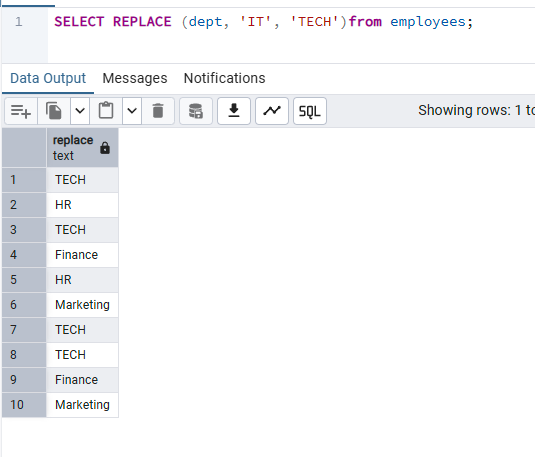 1 SELECT REPLACE (dept, 'IT', 'TECH')from employees;
Data Output Messages Notifications
SQL Showing rows: 1 to
replace
text
1 TECH
2 HR
3 TECH
4 Finance
5 HR
6 Marketing
7 TECH
8 TECH
9 Finance
10 Marketing